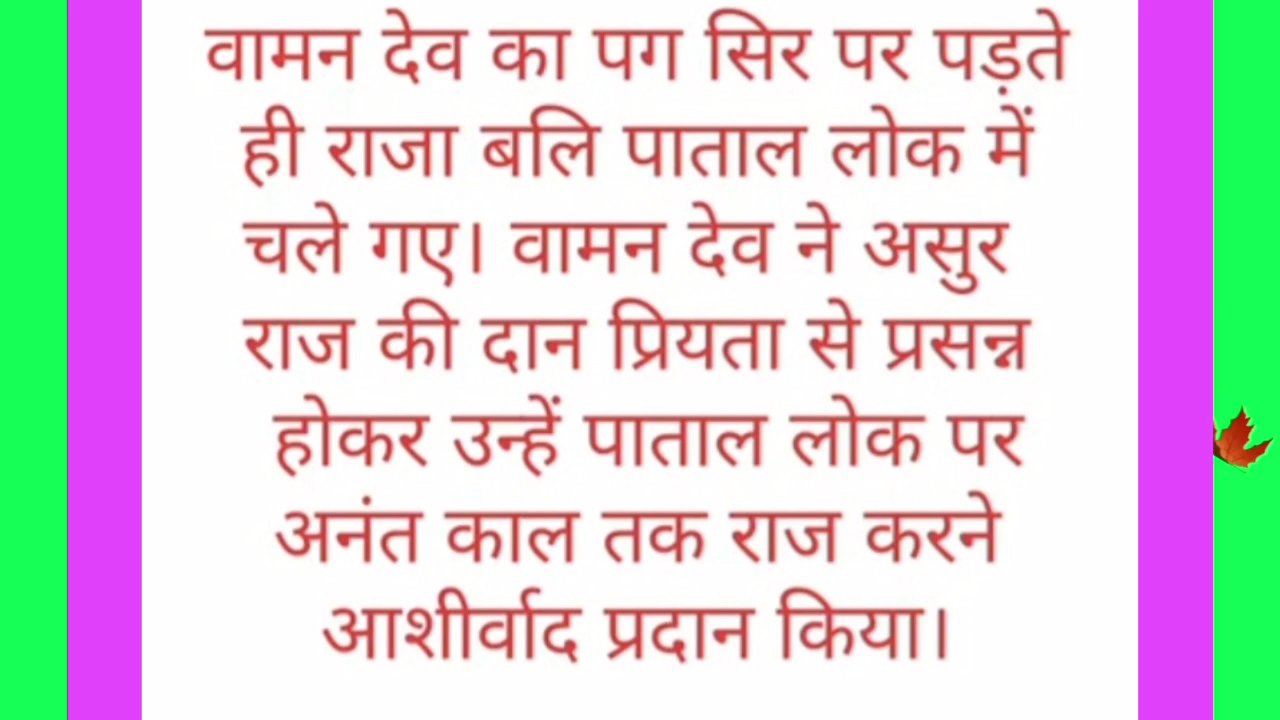 वामन देव का पग सिर पर पड़ते
ही राजा बलि पाताल लोक में
चले गए। वामन देव ने असुर
राज की दान प्रियता से प्रसन्न
होकर उन्हें पाताल लोक पर
अनंत काल तक राज करने
आशीर्वाद प्रदान किया।